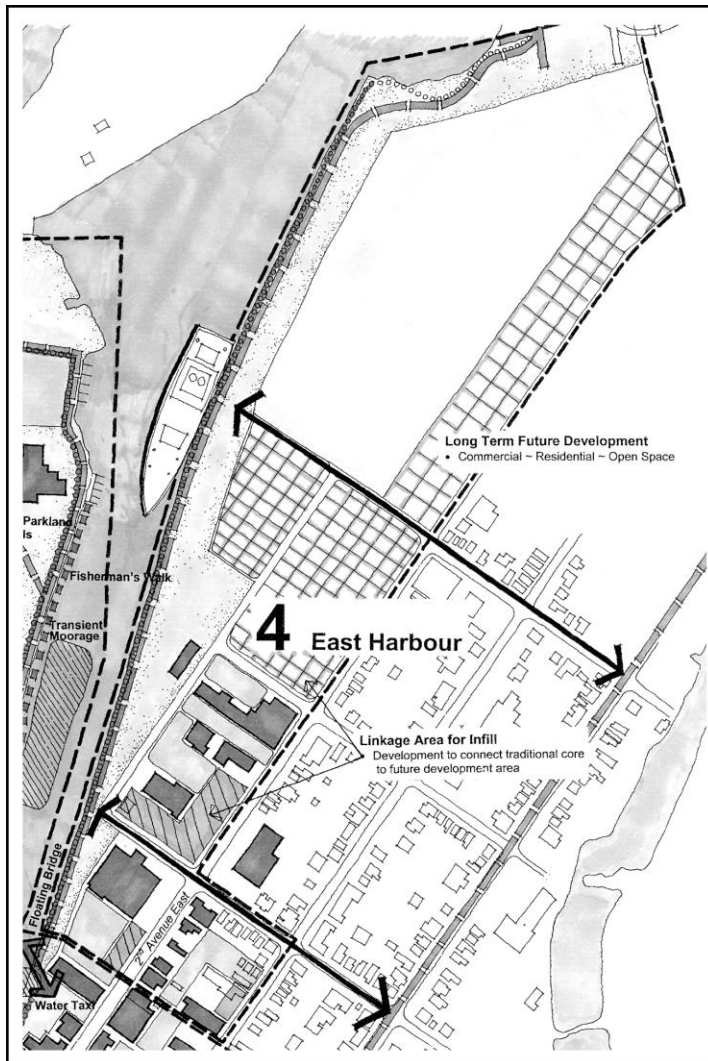 Long Term Future Development
• Commercial ~ Residential ~ Open Space
Parkland
ls
Fisherman's Walk
Transient
Moorage
4 East Harbour
Linkage Area for Infill
• Development to connect traditional core
to future development area
Floating Bridge
2nd Avenue East
Water Taxi